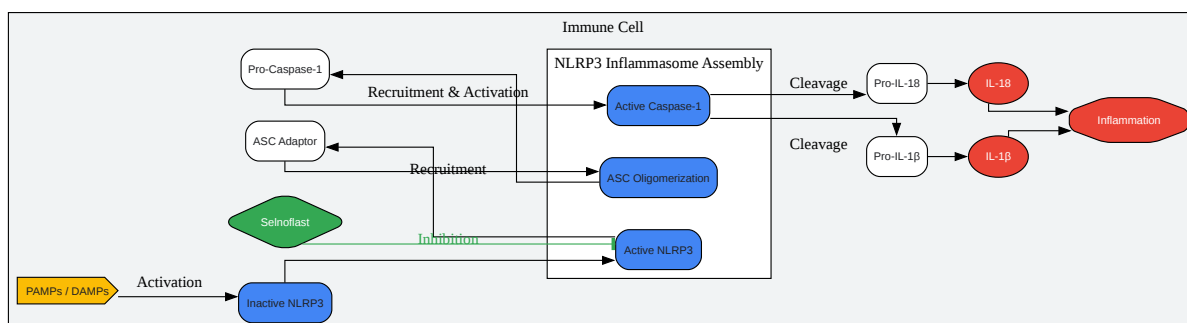 Immune Cell
NLRP3 Inflammasome Assembly
Pro-Caspase-1
Recruitment & Activation
Active Caspase-1
Cleavage
Pro-IL-18
IL-18
Inflammation
ASC Adaptor
Recruitment
ASC Oligomerization
Cleavage
Pro-IL-1β
IL-1β
Selnoflast
Inhibition
Active NLRP3
PAMPs / DAMPs
Activation
Inactive NLRP3